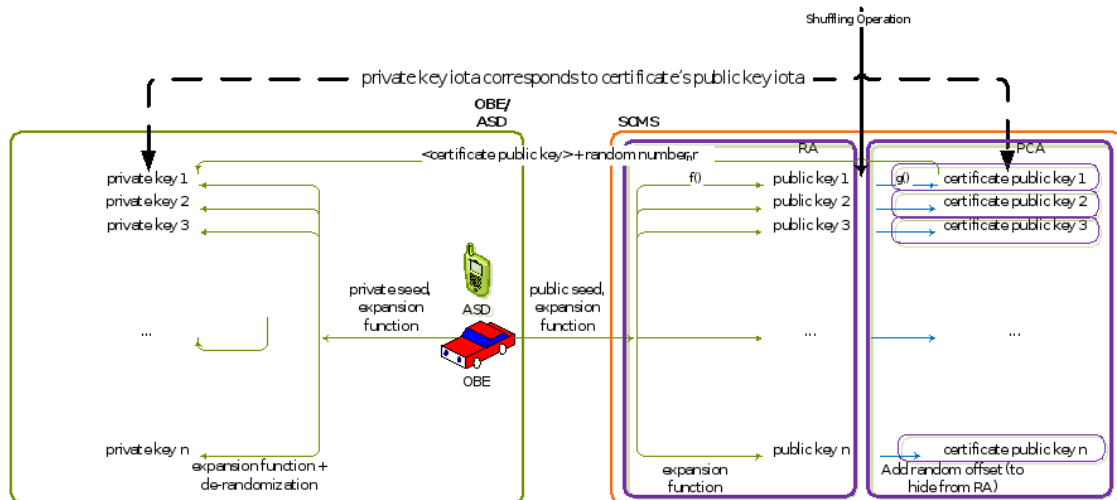 Shuffling Operation
private key iota corresponds to certificate's public key iota
OBE/
ASD
SCMS
RA
PCA
<certificate public key> + random number, r
private key 1
private key 2
private key 3
...
private key n
expansion function +
de-randomization
private seed,
expansion
function
ASD
OBE
public seed,
expansion
function
f()
public key 1
public key 2
public key 3
...
public key n
expansion
function
g()
certificate public key 1
certificate public key 2
certificate public key 3
...
certificate public key n
Add random offset (to
hide from RA)